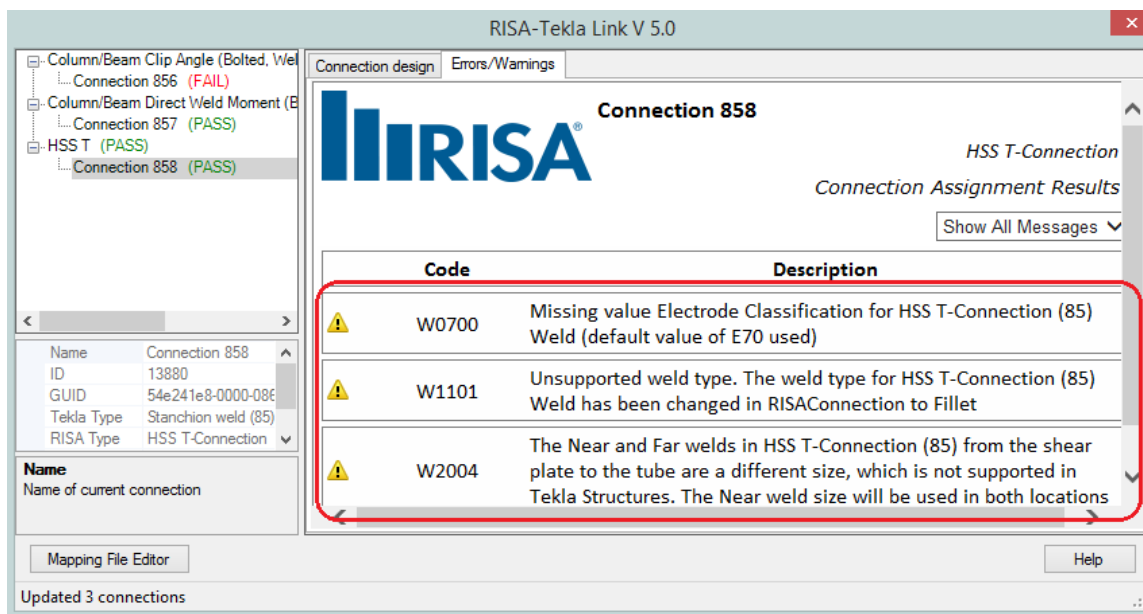 RISA-Tekla Link V 5.0
Column/Beam Clip Angle (Bolted, Wel
Connection 856 (FAIL)
Column/Beam Direct Weld Moment (B
Connection 857 (PASS)
HSS T (PASS)
Connection 858 (PASS)
Name Connection 858
ID 13880
GUID 54e241e8-0000-086
Tekla Type Stanchion weld (85)
RISA Type HSS T-Connection
Name
Name of current connection
Connection design Errors/Warnings
RISA®
Connection 858
HSS T-Connection
Connection Assignment Results
Show All Messages
Code Description
W0700 Missing value Electrode Classification for HSS T-Connection (85)
Weld (default value of E70 used)
W1101 Unsupported weld type. The weld type for HSS T-Connection (85)
Weld has been changed in RISAConnection to Fillet
W2004 The Near and Far welds in HSS T-Connection (85) from the shear
plate to the tube are a different size, which is not supported in
Tekla Structures. The Near weld size will be used in both locations
Mapping File Editor
Help
Updated 3 connections